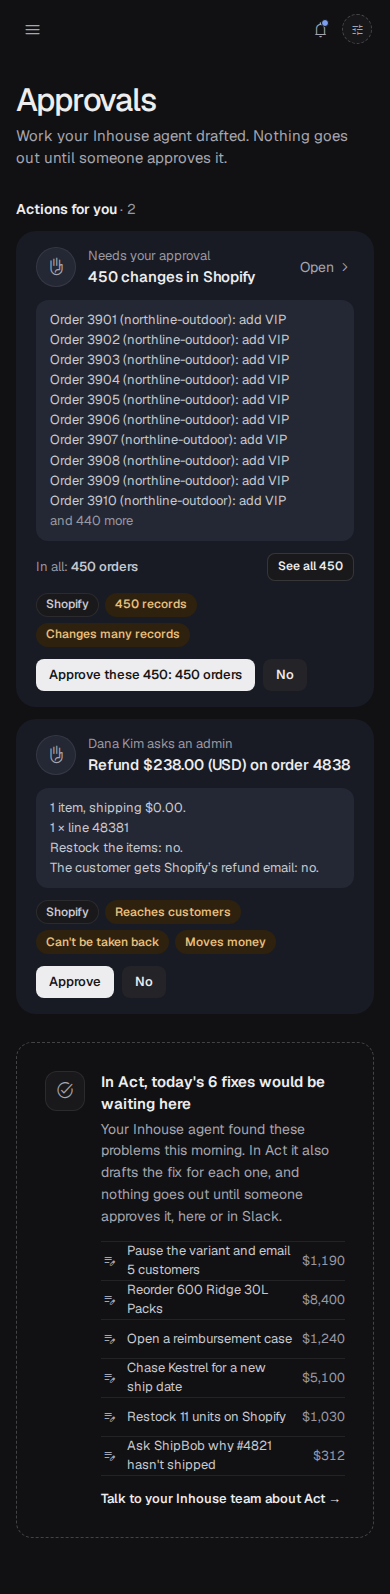 Approvals
Work your Inhouse agent drafted. Nothing goes
out until someone approves it.
Actions for you · 2
Needs your approval
450 changes in Shopify
Open
Order 3901 (northline-outdoor): add VIP
Order 3902 (northline-outdoor): add VIP
Order 3903 (northline-outdoor): add VIP
Order 3904 (northline-outdoor): add VIP
Order 3905 (northline-outdoor): add VIP
Order 3906 (northline-outdoor): add VIP
Order 3907 (northline-outdoor): add VIP
Order 3908 (northline-outdoor): add VIP
Order 3909 (northline-outdoor): add VIP
Order 3910 (northline-outdoor): add VIP
and 440 more
In all: 450 orders
See all 450
Shopify
450 records
Changes many records
Approve these 450: 450 orders
No
Dana Kim asks an admin
Refund $238.00 (USD) on order 4838
1 item, shipping $0.00.
1 × line 48381
Restock the items: no.
The customer gets Shopify's refund email: no.
Shopify
Reaches customers
Can't be taken back
Moves money
Approve
No
In Act, today's 6 fixes would be
waiting here
Your Inhouse agent found these
problems this morning. In Act it also
drafts the fix for each one, and
nothing goes out until someone
approves it, here or in Slack.
Pause the variant and email
5 customers
$1,190
Reorder 600 Ridge 30L
Packs
$8,400
Open a reimbursement case
$1,240
Chase Kestrel for a new
ship date
$5,100
Restock 11 units on Shopify
$1,030
Ask ShipBob why #4821
hasn't shipped
$312
Talk to your Inhouse team about Act →